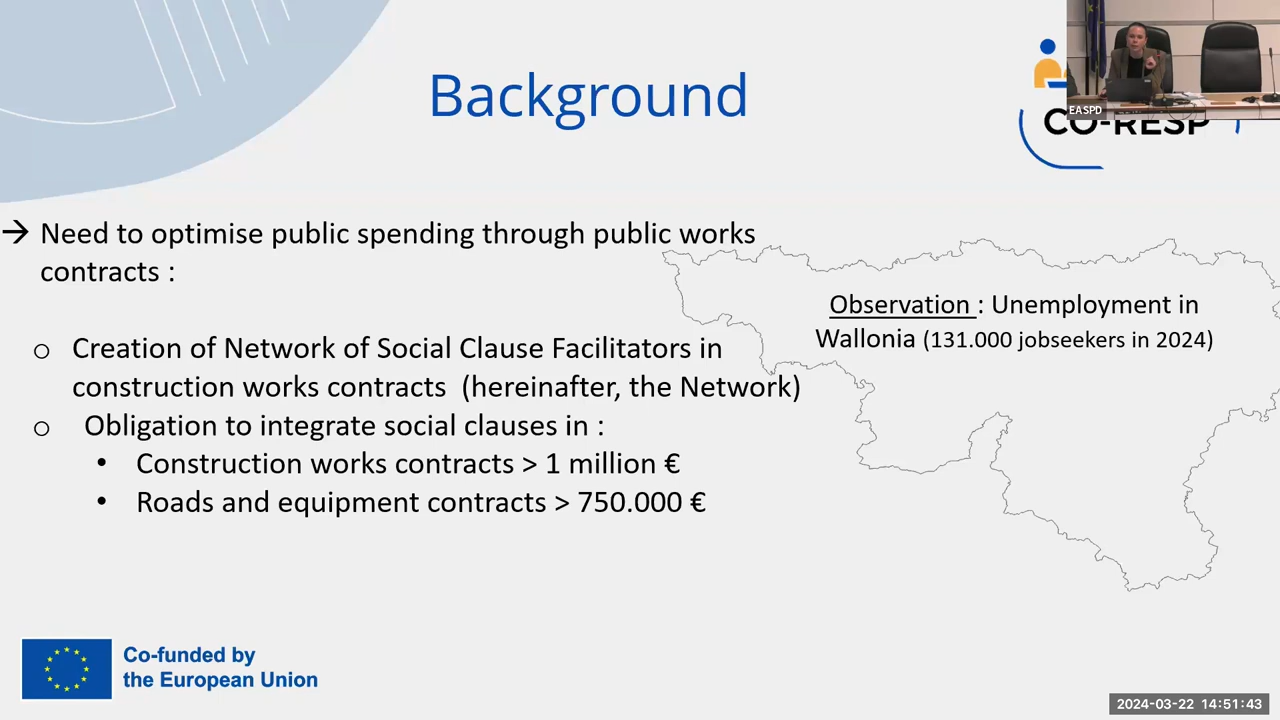 Background
EASPD
CO-RESP
→ Need to optimise public spending through public works
contracts :
Observation : Unemployment in
Wallonia (131.000 jobseekers in 2024)
o Creation of Network of Social Clause Facilitators in
construction works contracts (hereinafter, the Network)
o Obligation to integrate social clauses in :
• Construction works contracts > 1 million €
• Roads and equipment contracts > 750.000 €
Co-funded by
the European Union
2024-03-22 14:51:43